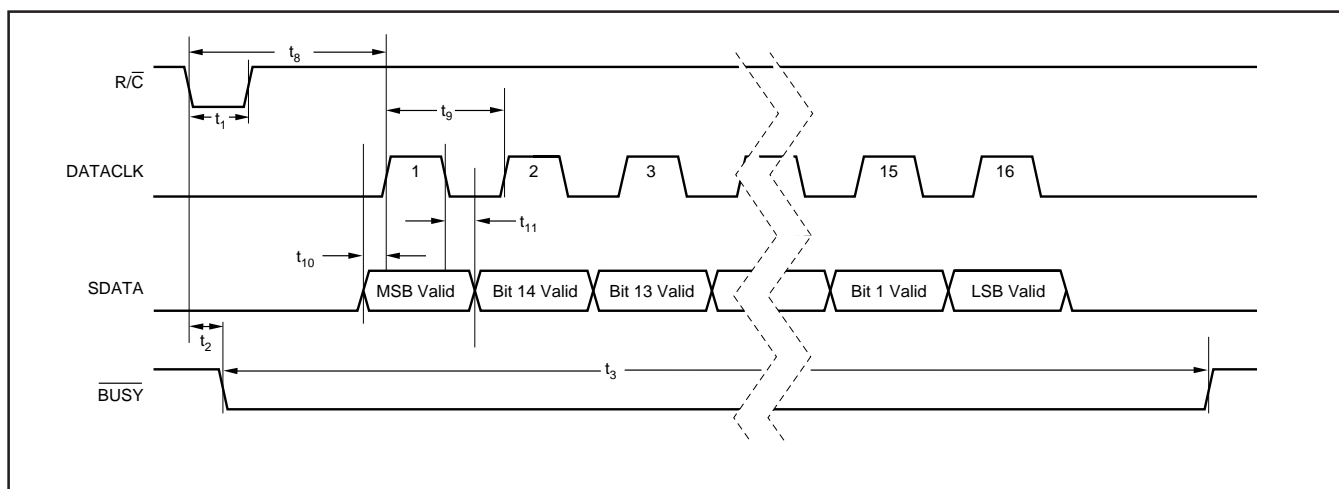 t8
R/C̅
t1
t9
DATACLK
1
2
3
15
16
t11
t10
SDATA
MSB Valid
Bit 14 Valid
Bit 13 Valid
Bit 1 Valid
LSB Valid
t2
t3
B̅U̅S̅Y̅